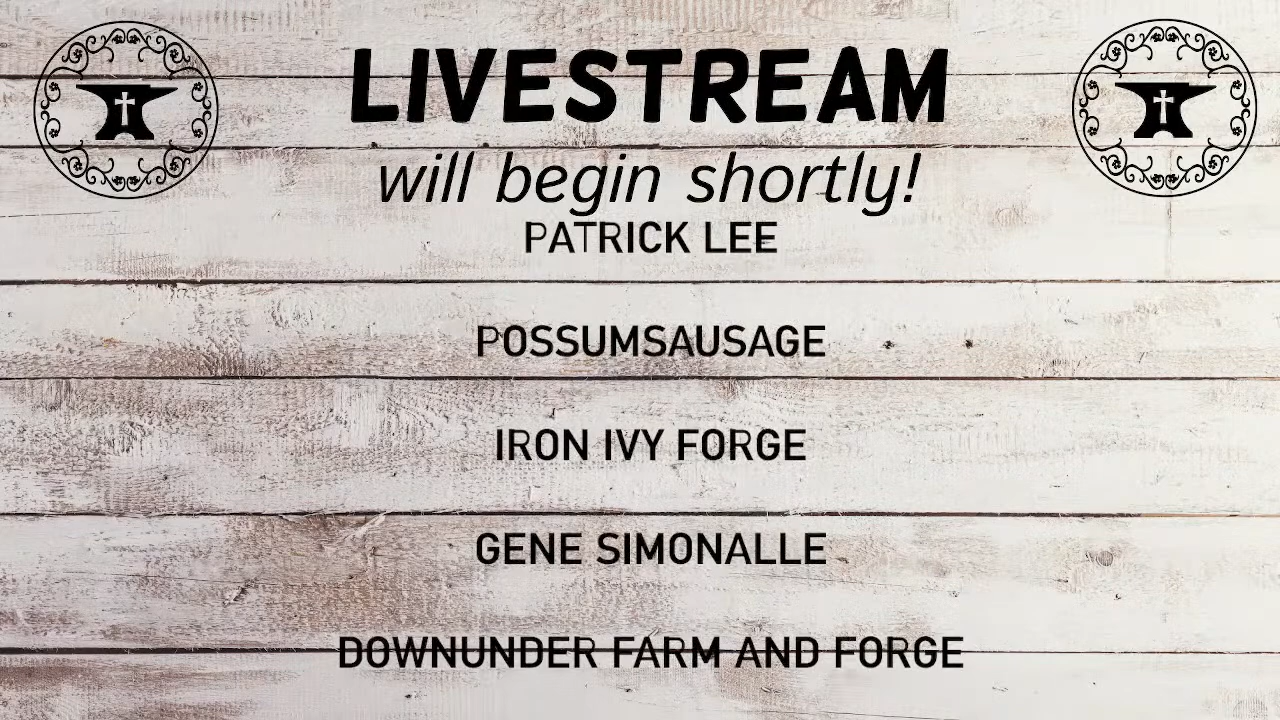 LIVESTREAM
will begin shortly!
PATRICK LEE
POSSUMSAUSAGE
IRON IVY FORGE
GENE SIMONALLE
DOWNUNDER FARM AND FORGE